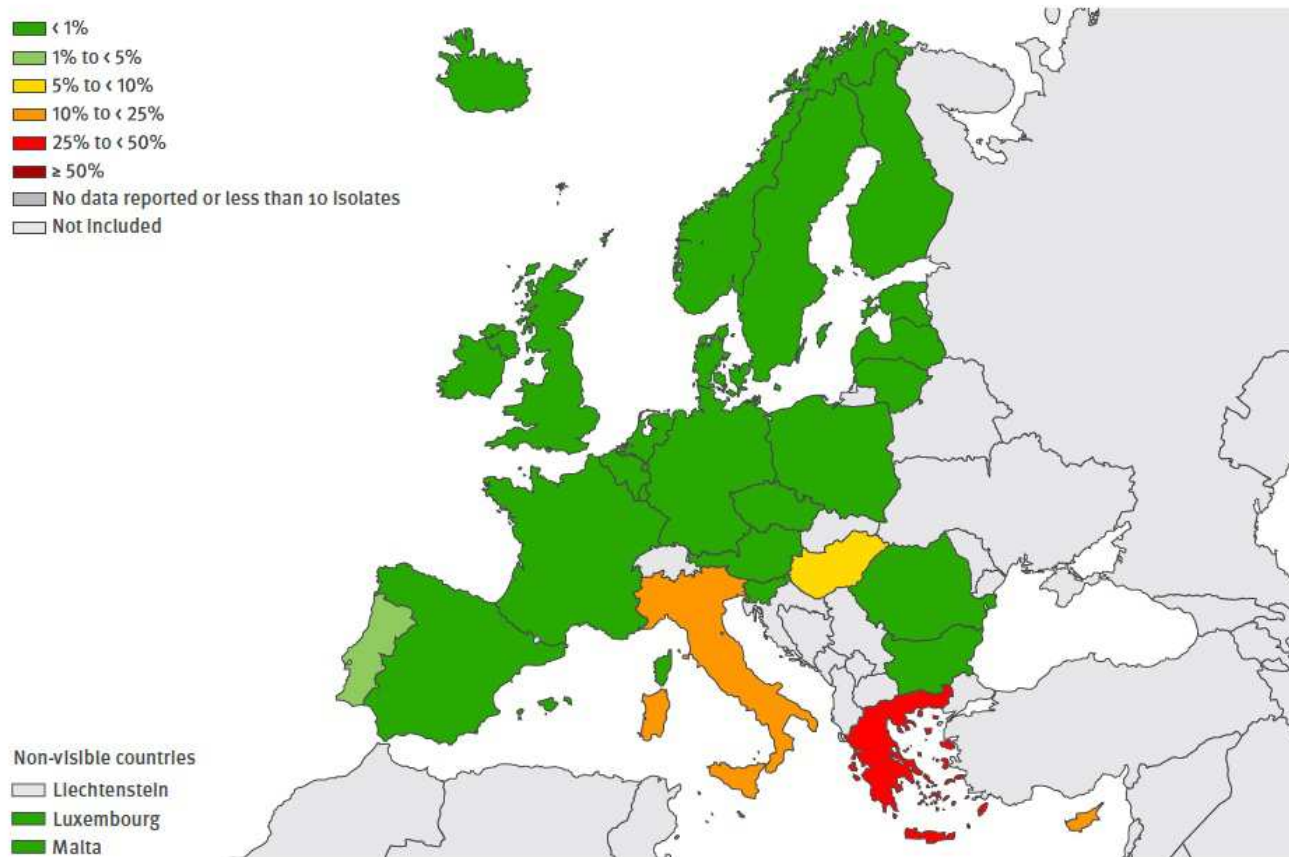 < 1%
1% to < 5%
5% to < 10%
10% to < 25%
25% to < 50%
≥ 50%
No data reported or less than 10 isolates
Not included
Non-visible countries
Liechtenstein
Luxembourg
Malta